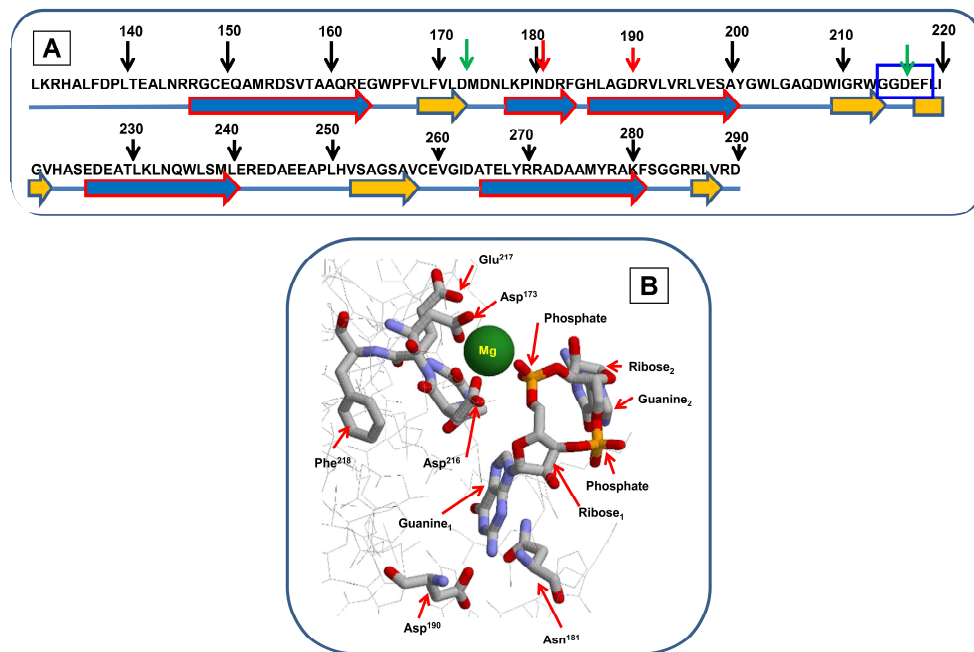 A
140 150 160 170 180 190 200 210 220
LKRHALFDPLTEALNRRGCEQAMRDSVTAAQREGWPFVLFVLDMDNLKPINDRFGHLAGDRVLVRLVESAYGWLGAQDWIGRWGGDEFLI
230 240 250 260 270 280 290
GVHASEDEATLKLNQWLSMLEREDAEEAPLHVSAGSAVCEVGIDATELYRRADAAMYRAKFSGGRRLVRD
B
Glu217
Asp173
Phosphate
Mg
Ribose2
Guanine2
Phe218
Asp216
Phosphate
Ribose1
Guanine1
Asp190
Asn181